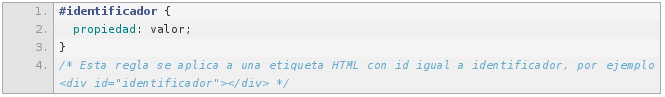 1. #identificador {
2. propiedad: valor;
3. }
4. /* Esta regla se aplica a una etiqueta HTML con id igual a identificador, por ejemplo
<div id="identificador"></div> */